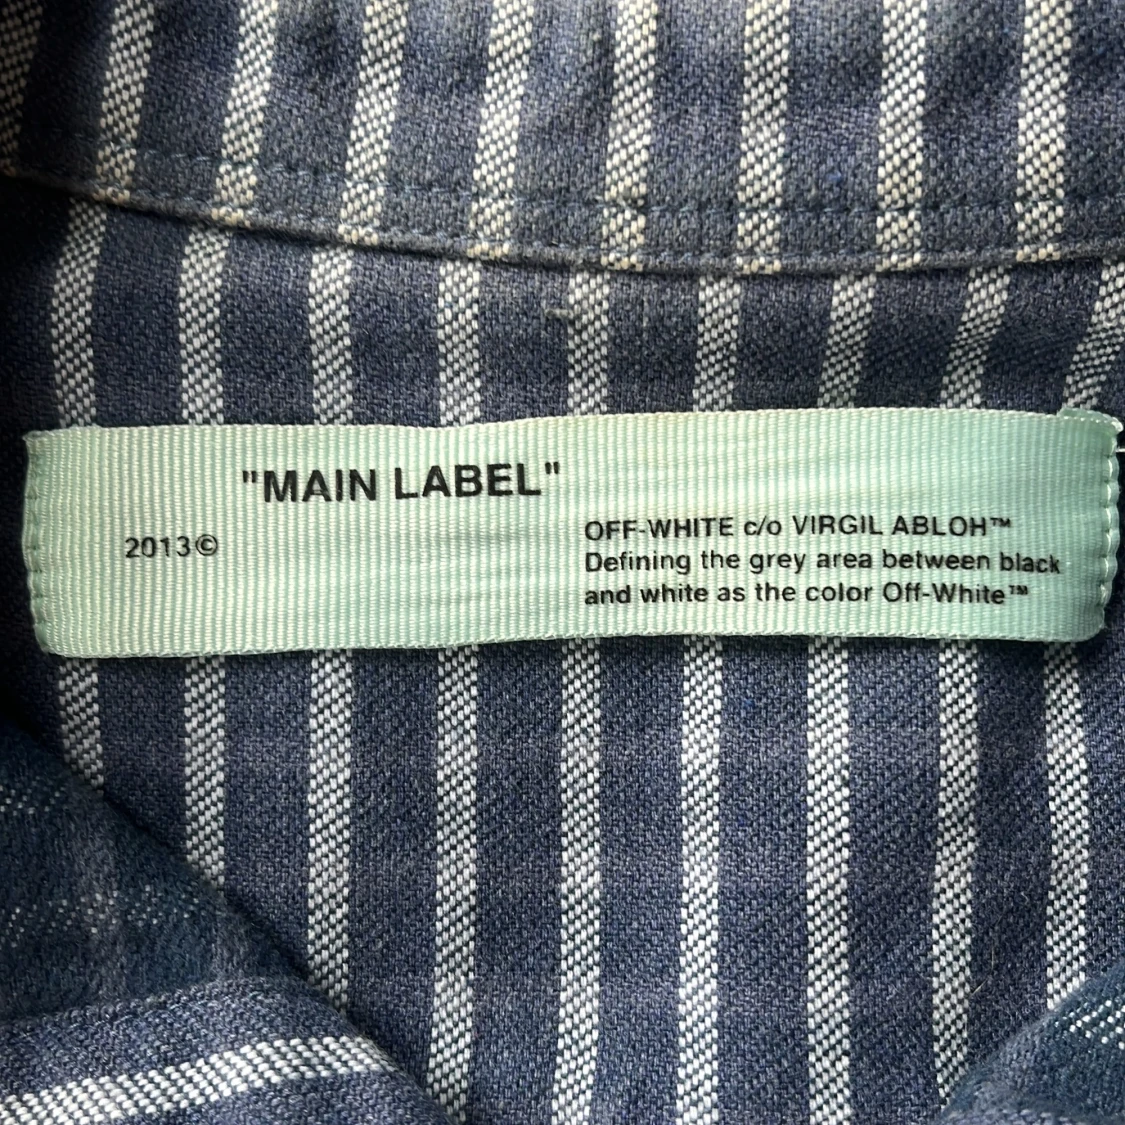 "MAIN LABEL"
2013©
OFF-WHITE c/o VIRGIL ABLOH™
Defining the grey area between black
and white as the color Off-White™